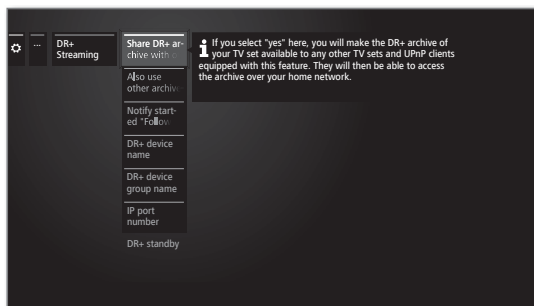 ...
DR+
Streaming
Share DR+ ar-
chive with
Also use
other archive
Notify start-
ed "Follow
DR+ device
name
DR+ device
group name
IP port
number
DR+ standby
If you select "yes" here, you will make the DR+ archive of
your TV set available to any other TV sets and UPnP clients
equipped with this feature. They will then be able to access
the archive over your home network.